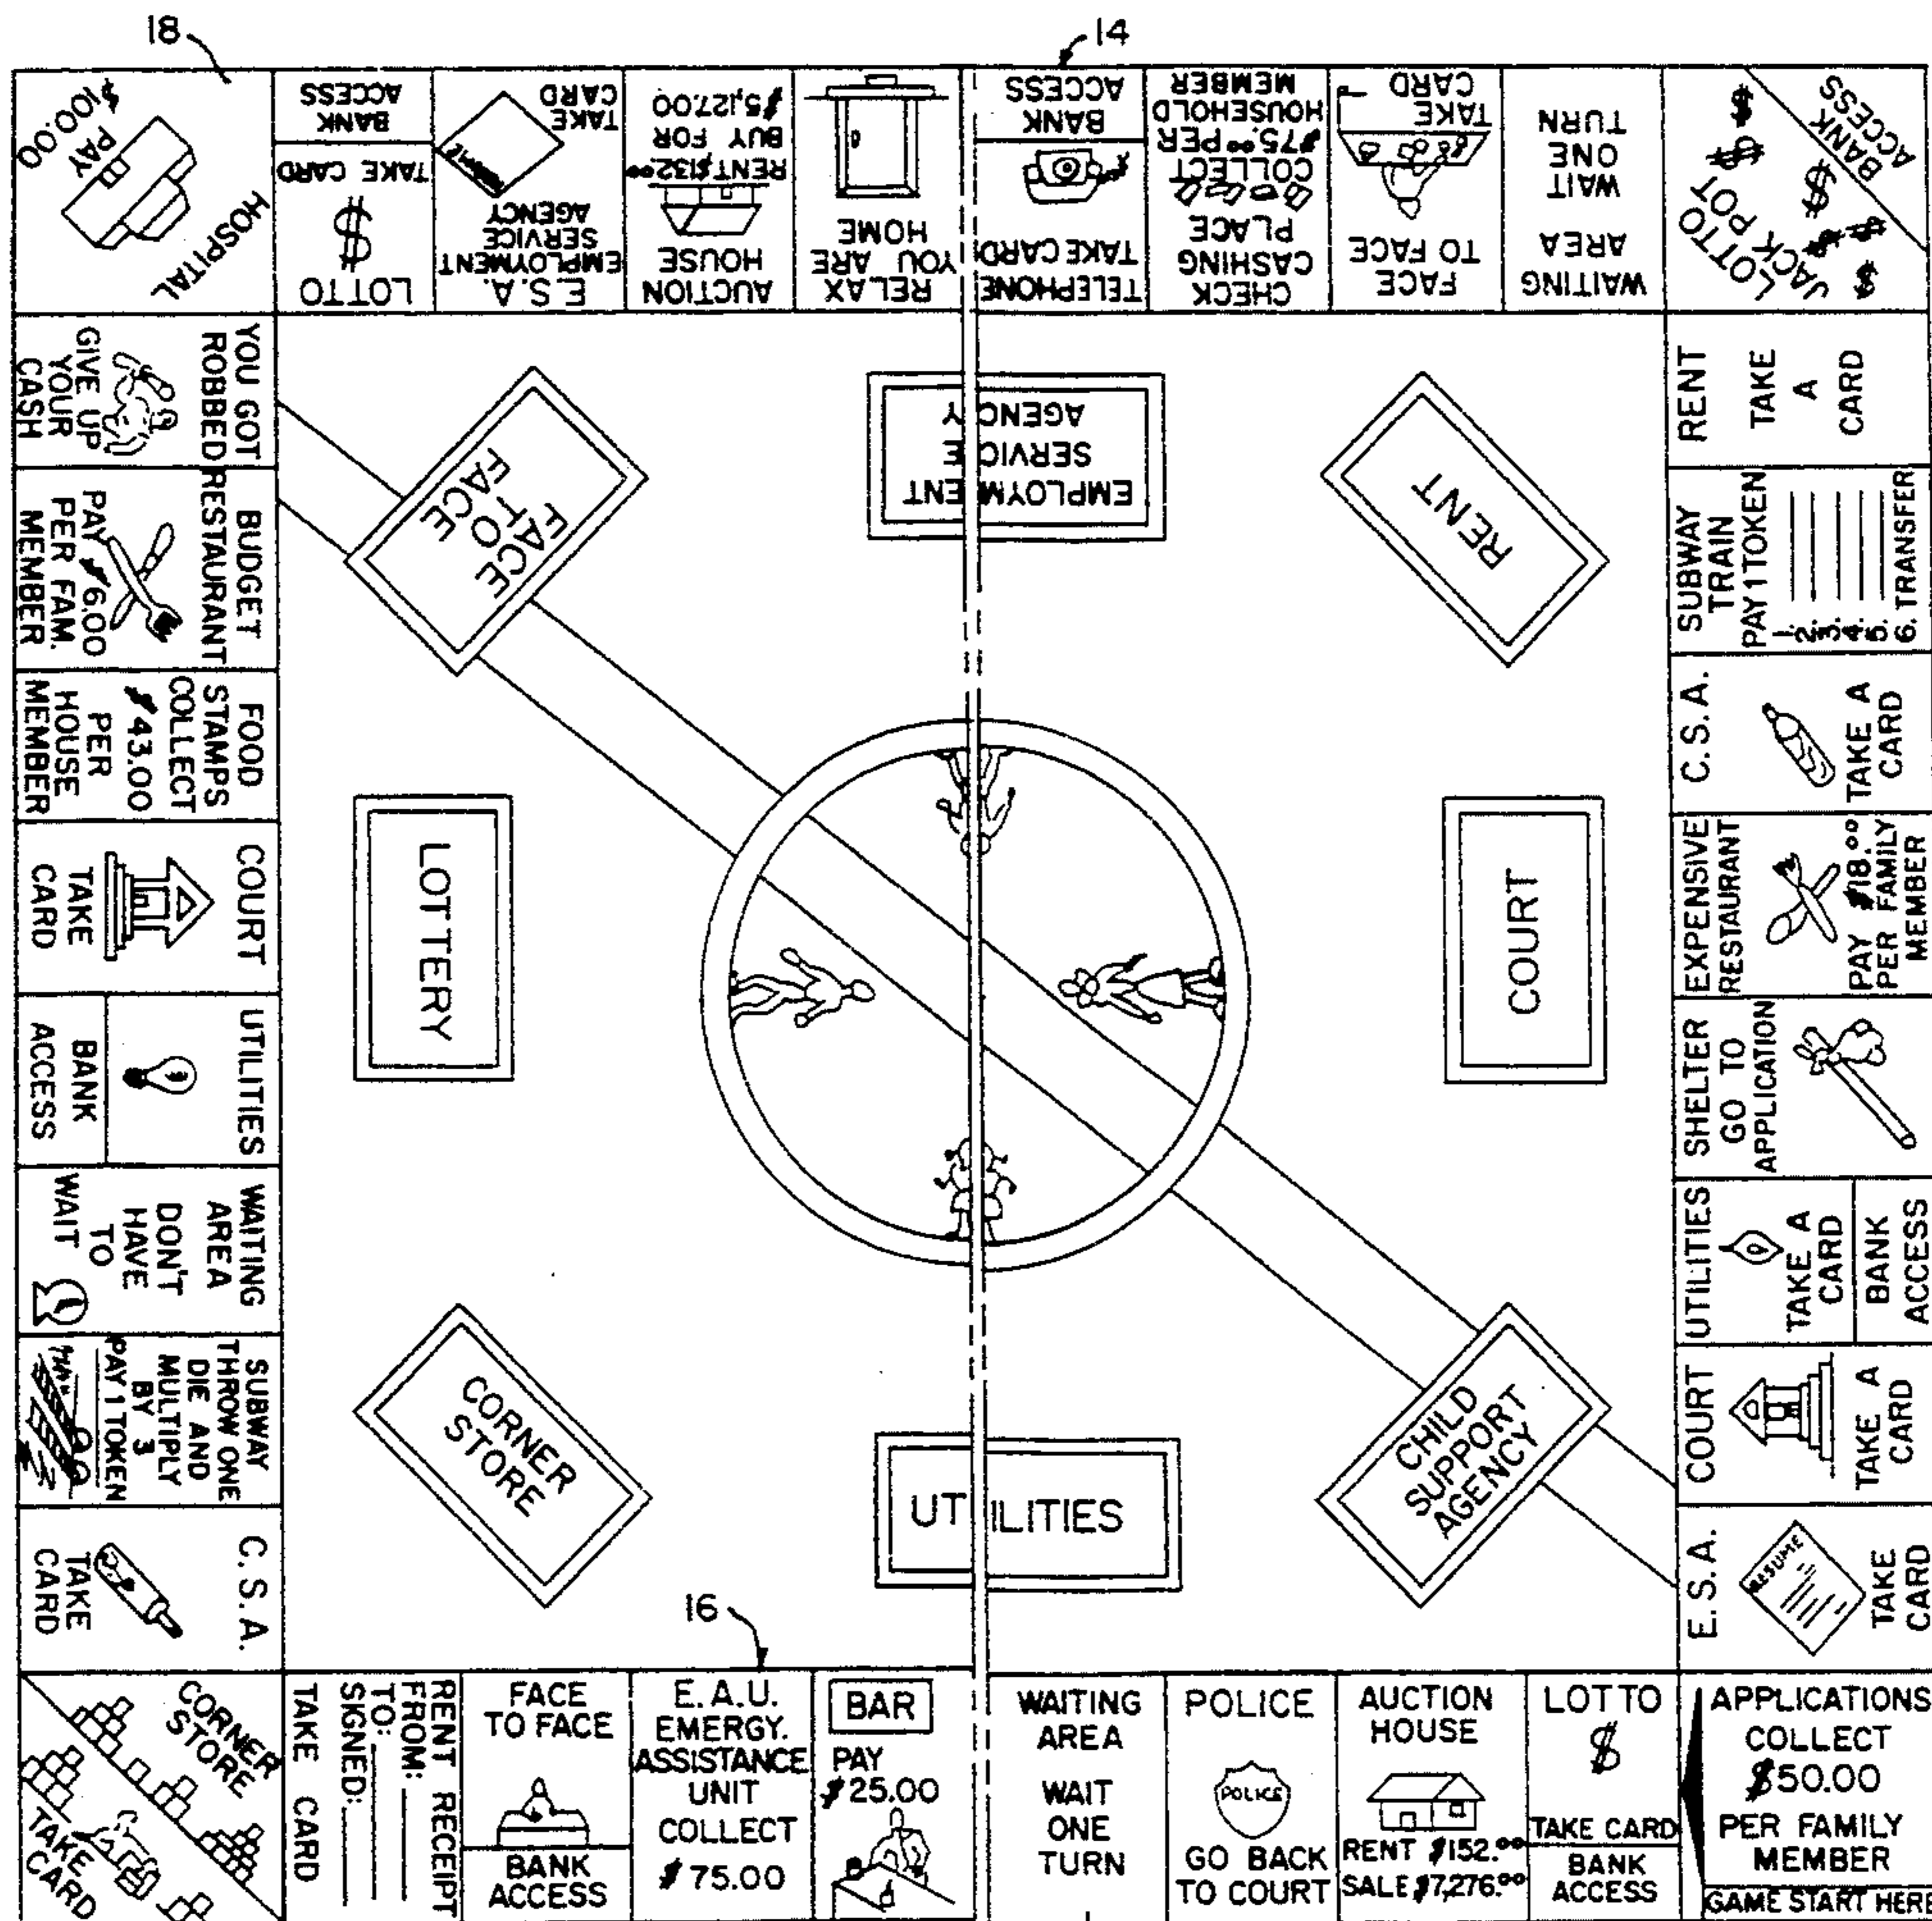 18
14
HOSPITAL
PAY
$100.00
LOTTO
$
TAKE CARD
BANK
ACCESS
E.S.A.
EMPLOYMENT
SERVICE
AGENCY
TAKE
CARD
AUCTION
HOUSE
RENT $132.00
BUY FOR
$5,127.00
RELAX
YOU ARE
HOME
TELEPHONE
TAKE CARD
BANK
ACCESS
CHECK
CASHING
PLACE
COLLECT
$75.00 PER
HOUSEHOLD
MEMBER
FACE
TO FACE
TAKE
CARD
WAITING
AREA
WAIT
ONE
TURN
LOTTO
JACK POT
$ $ $ $ $ $
BANK
ACCESS
YOU GOT
ROBBED
GIVE UP
YOUR
CASH
BUDGET
RESTAURANT
PAY $6.00
PER FAM.
MEMBER
FOOD
STAMPS
COLLECT
$43.00
PER
HOUSE
MEMBER
COURT
TAKE
CARD
UTILITIES
BANK
ACCESS
WAITING
AREA
DON'T
HAVE
TO
WAIT
SUBWAY
THROW ONE
DIE AND
MULTIPLY
BY 3
PAY 1 TOKEN
C.S.A.
TAKE
CARD
FACE
TO
FACE
EMPLOYMENT
SERVICE
AGENCY
RENT
LOTTERY
COURT
CORNER
STORE
UTILITIES
CHILD
SUPPORT
AGENCY
RENT
TAKE
A
CARD
SUBWAY
TRAIN
PAY 1 TOKEN
1.
2.
3.
4.
5.
6. TRANSFER
C.S.A.
TAKE A
CARD
EXPENSIVE
RESTAURANT
PAY $18.00
PER FAMILY
MEMBER
SHELTER
GO TO
APPLICATION
UTILITIES
TAKE A
CARD
BANK
ACCESS
COURT
TAKE A
CARD
E.S.A.
RESUME
TAKE
CARD
16
CORNER
STORE
TAKE
CARD
RENT RECEIPT
FROM:
TO:
SIGNED:
TAKE CARD
FACE
TO FACE
BANK
ACCESS
E.A.U.
EMERGY.
ASSISTANCE
UNIT
COLLECT
$75.00
BAR
PAY
$25.00
WAITING
AREA
WAIT
ONE
TURN
POLICE
POLICE
GO BACK
TO COURT
AUCTION
HOUSE
RENT $152.00
SALE $7,276.00
LOTTO
$
TAKE CARD
BANK
ACCESS
APPLICATIONS
COLLECT
$50.00
PER FAMILY
MEMBER
GAME START HERE